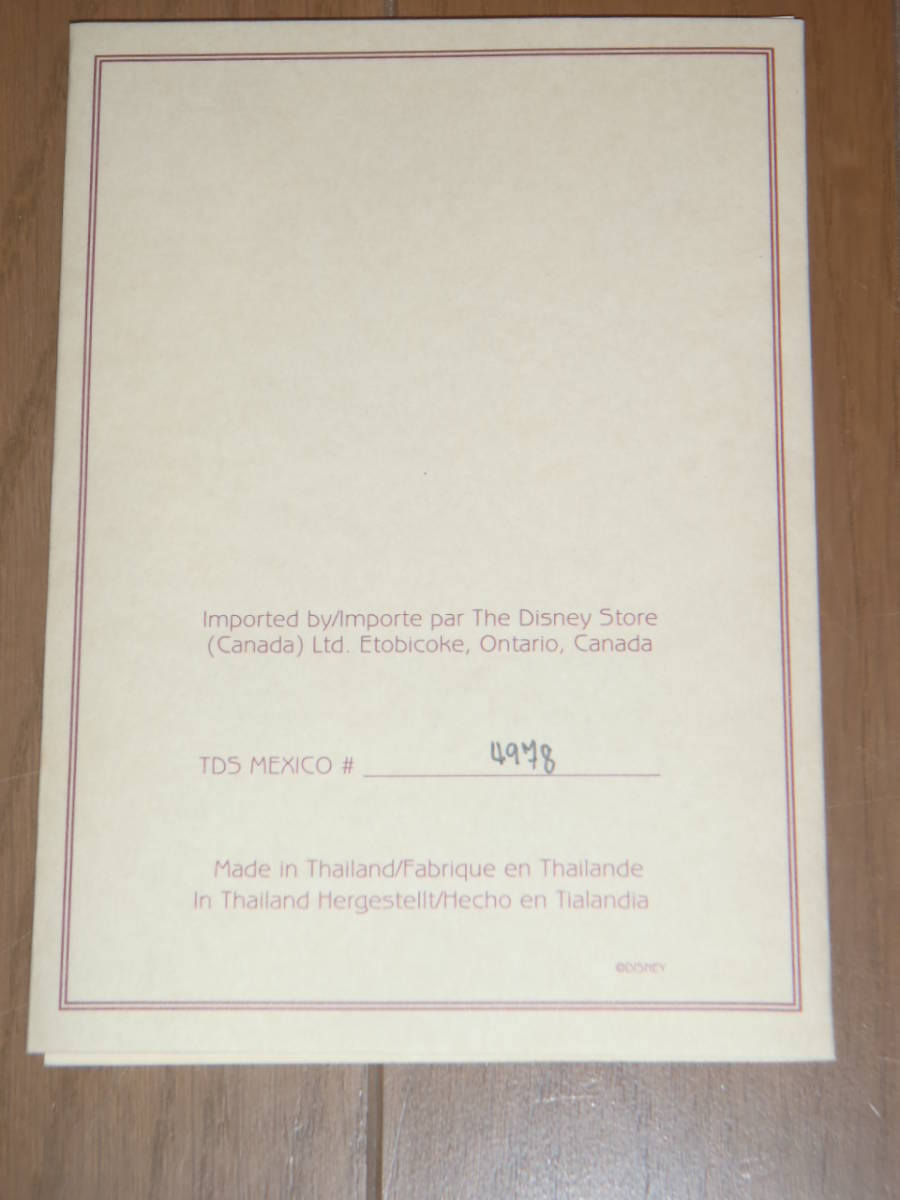 Imported by/Importe par The Disney Store
(Canada) Ltd. Etobicoke, Ontario, Canada
TDS MEXICO # 4978
Made in Thailand/Fabrique en Thailande
In Thailand Hergestellt/Hecho en Tialandia
©DISNEY